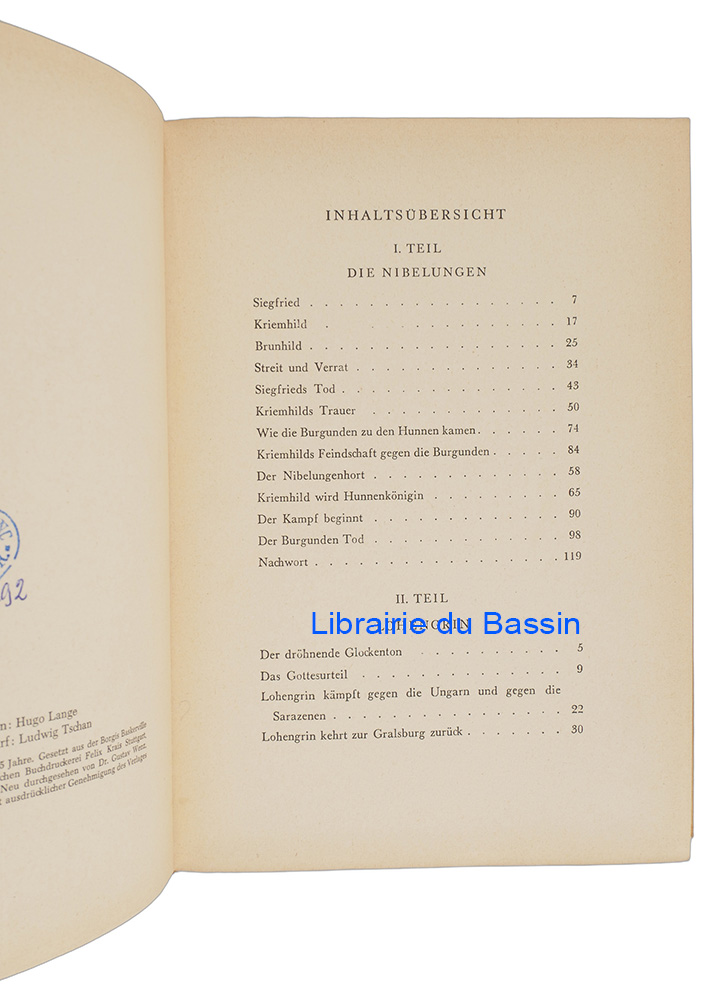 n: Hugo Lange
rf: Ludwig Tschan
3 Jahre. Gesetzt aus der Borgis Baskerville
chen Buchdruckerei Felix Krais Stuttgart.
Neu durchgesehen von Dr. Gustav Wenz.
t ausdrücklicher Genehmigung des Verlages
92
INHALTSÜBERSICHT
I. TEIL
DIE NIBELUNGEN
Siegfried . . . . . . . . . . . . . . . . . . 7
Kriemhild . . . . . . . . . . . . . . . . 17
Brunhild . . . . . . . . . . . . . . . . . . 25
Streit und Verrat . . . . . . . . . . . . . . 34
Siegfrieds Tod . . . . . . . . . . . . . . . 43
Kriemhilds Trauer . . . . . . . . . . . . . 50
Wie die Burgunden zu den Hunnen kamen . . . . . . 74
Kriemhilds Feindschaft gegen die Burgunden . . . . . 84
Der Nibelungenhort . . . . . . . . . . . . . 58
Kriemhild wird Hunnenkönigin . . . . . . . . . 65
Der Kampf beginnt . . . . . . . . . . . . . 90
Der Burgunden Tod . . . . . . . . . . . . . 98
Nachwort . . . . . . . . . . . . . . . . . 119
II. TEIL
LOHENGRIN
Librairie du Bassin
Der dröhnende Glockenton . . . . . . . . . . 5
Das Gottesurteil . . . . . . . . . . . . . . 9
Lohengrin kämpft gegen die Ungarn und gegen die
Sarazenen . . . . . . . . . . . . . . . . 22
Lohengrin kehrt zur Gralsburg zurück . . . . . . 30